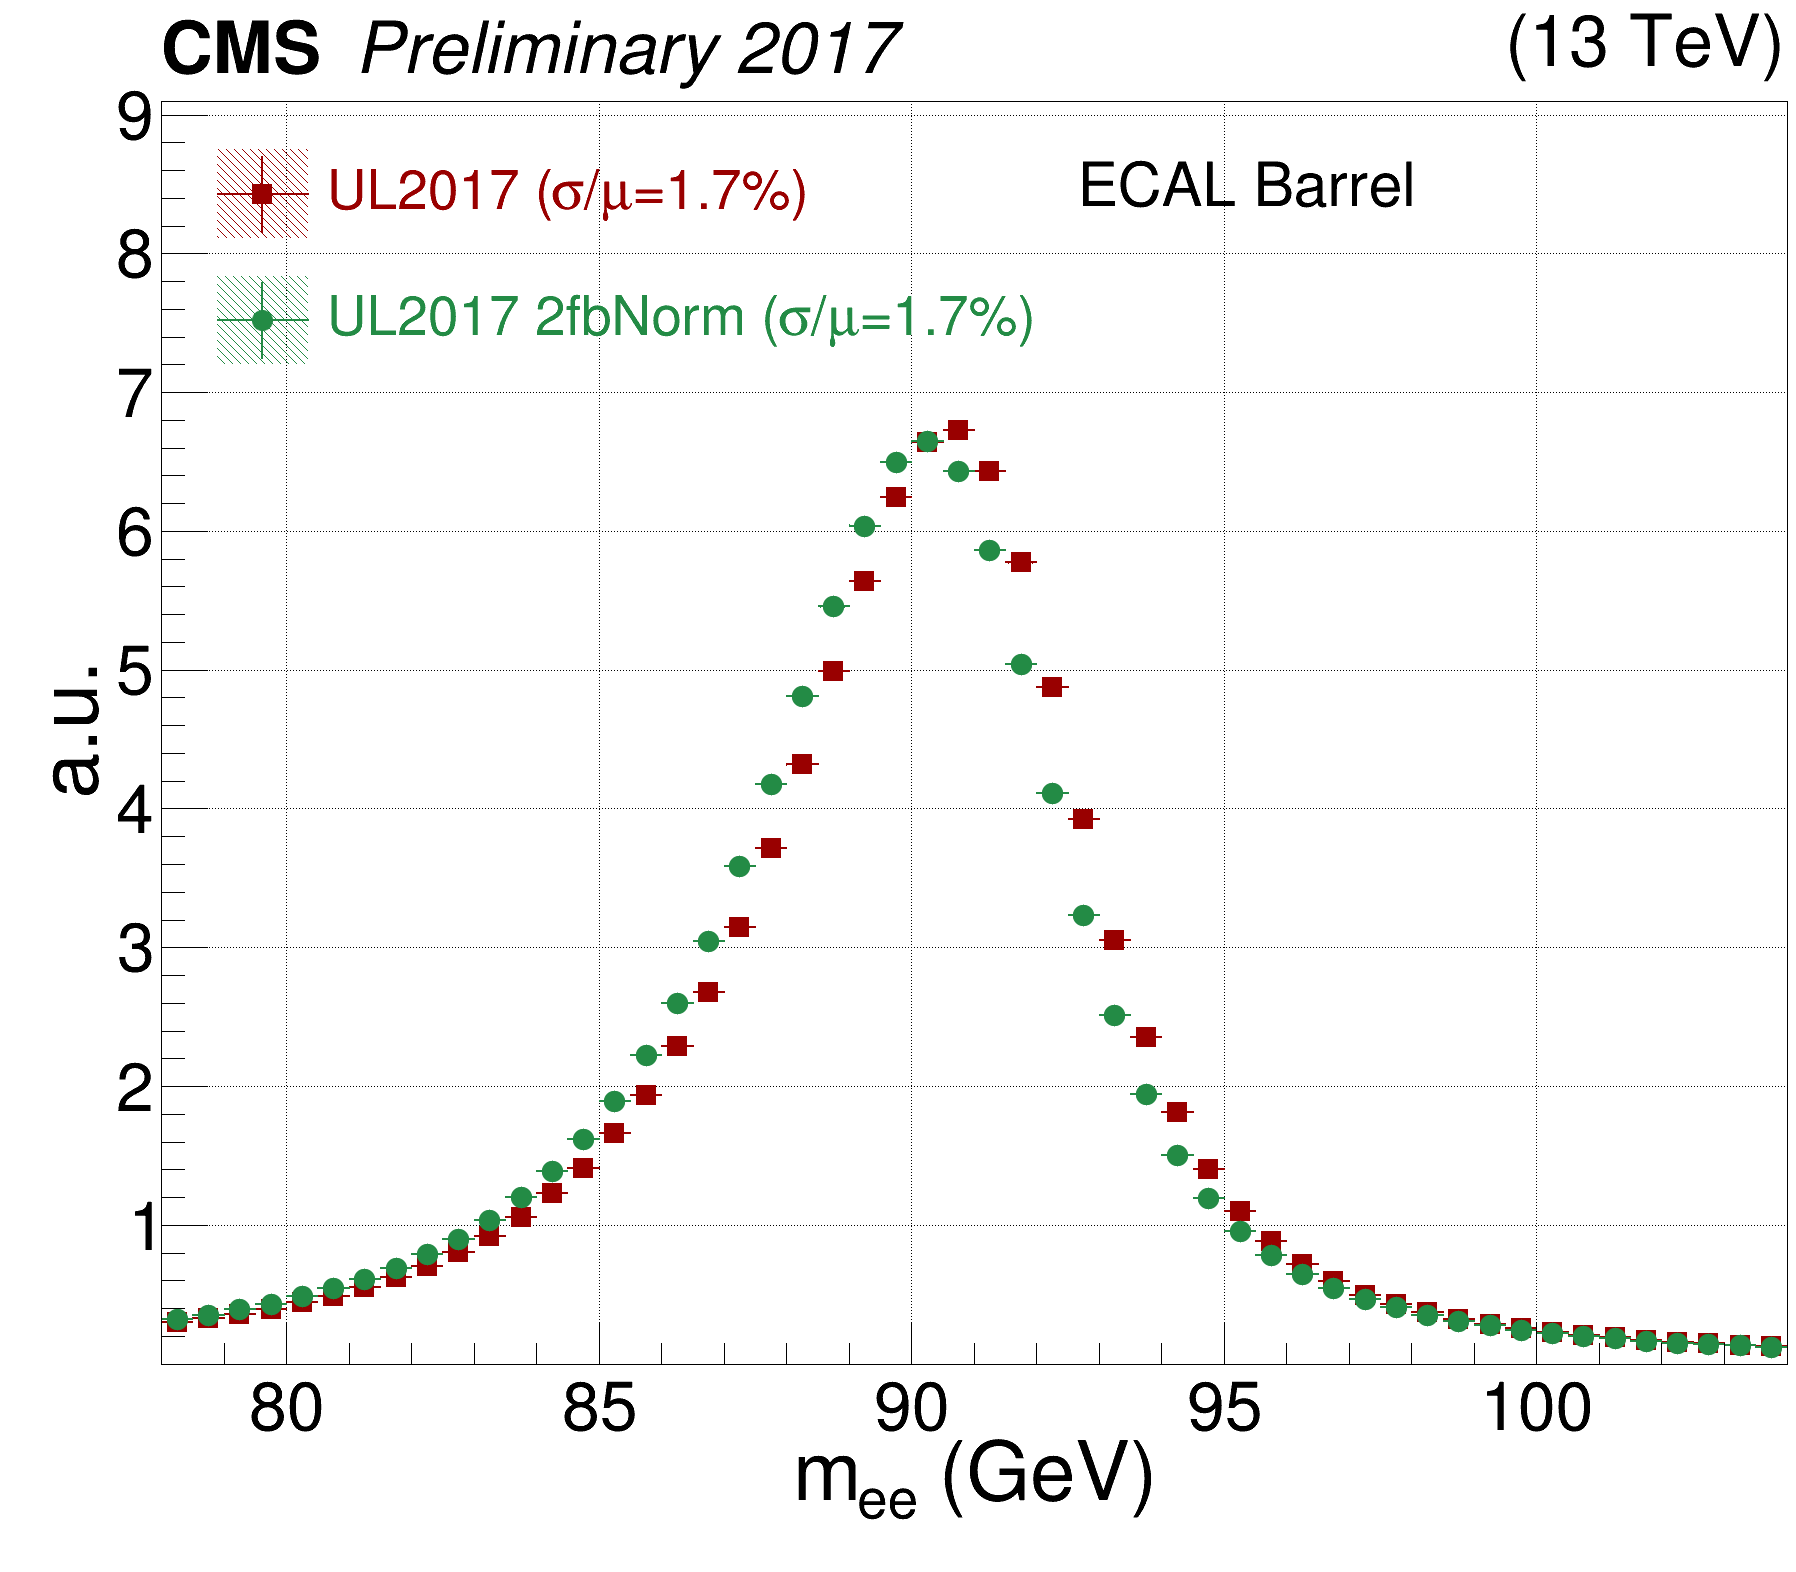 CMS Preliminary 2017 (13 TeV)
9
UL2017 (σ/μ=1.7%) ECAL Barrel
8
UL2017 2fbNorm (σ/μ=1.7%)
7
6
5
a.u.
4
3
2
1
80 85 90 95 100
mee (GeV)